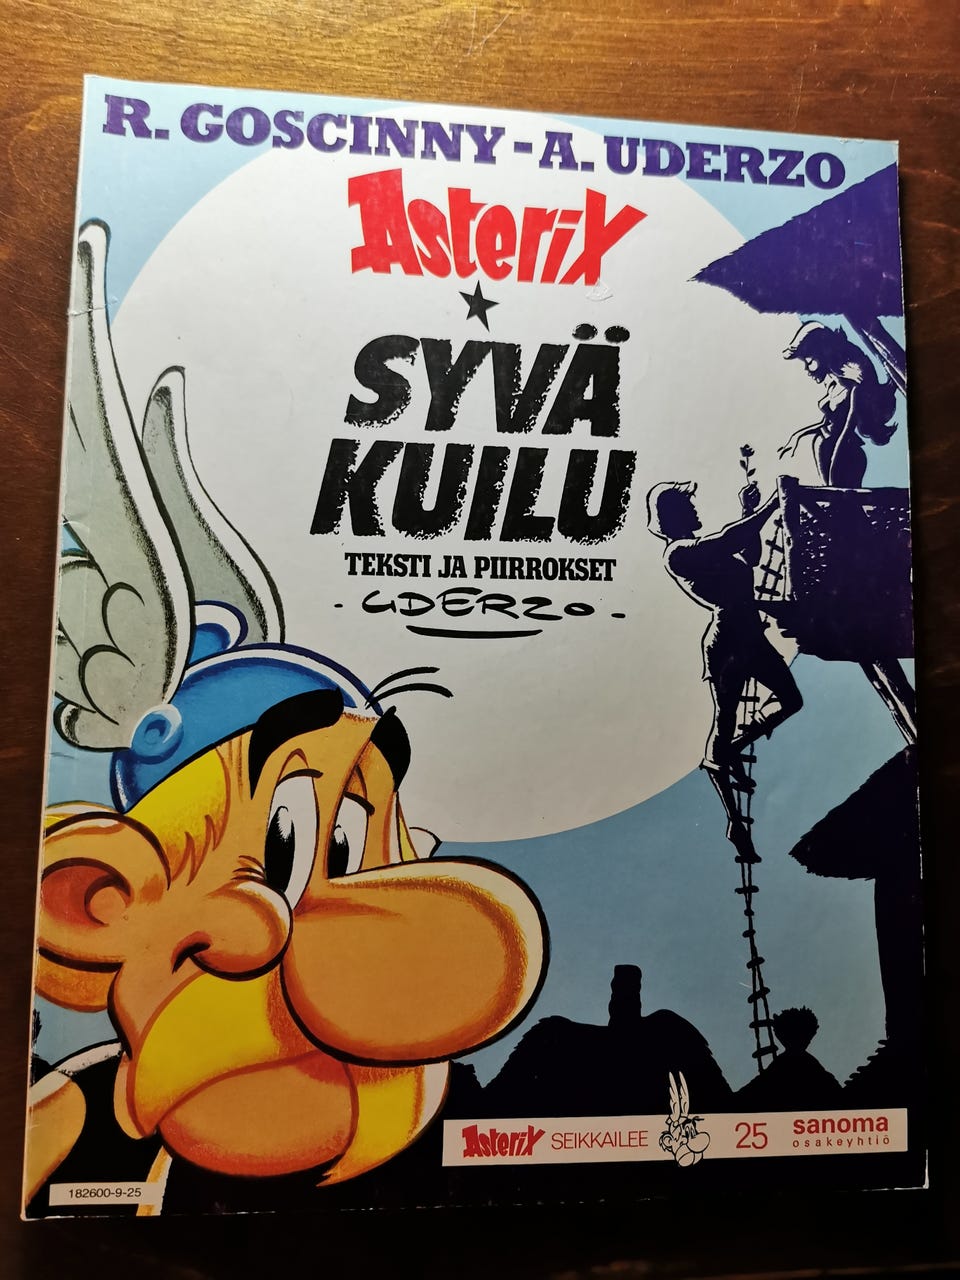 R. GOSCINNY - A. UDERZO
Asterix
SYVÄ
KUILU
TEKSTI JA PIIRROKSET
- UDERZO -
Asterix SEIKKAILEE 25 sanoma
osakeyhtiö
182600-9-25